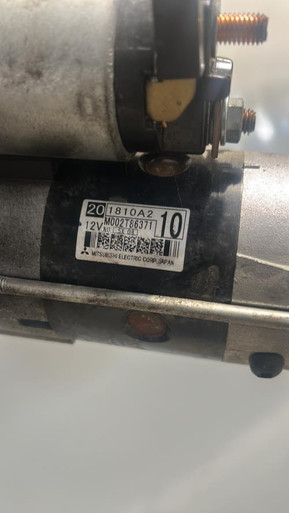 20 1810A2
12V M002T86371 10
MITSUBISHI ELECTRIC CORP. JAPAN